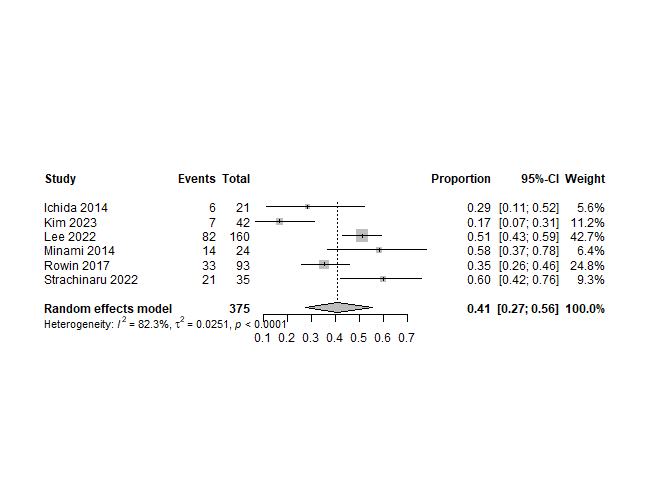 Study Events Total Proportion 95%-CI Weight
Ichida 2014 6 21 0.29 [0.11; 0.52] 5.6%
Kim 2023 7 42 0.17 [0.07; 0.31] 11.2%
Lee 2022 82 160 0.51 [0.43; 0.59] 42.7%
Minami 2014 14 24 0.58 [0.37; 0.78] 6.4%
Rowin 2017 33 93 0.35 [0.26; 0.46] 24.8%
Strachinaru 2022 21 35 0.60 [0.42; 0.76] 9.3%
Random effects model 375 0.41 [0.27; 0.56] 100.0%
Heterogeneity: I² = 82.3%, τ² = 0.0251, p < 0.0001
0.1 0.2 0.3 0.4 0.5 0.6 0.7